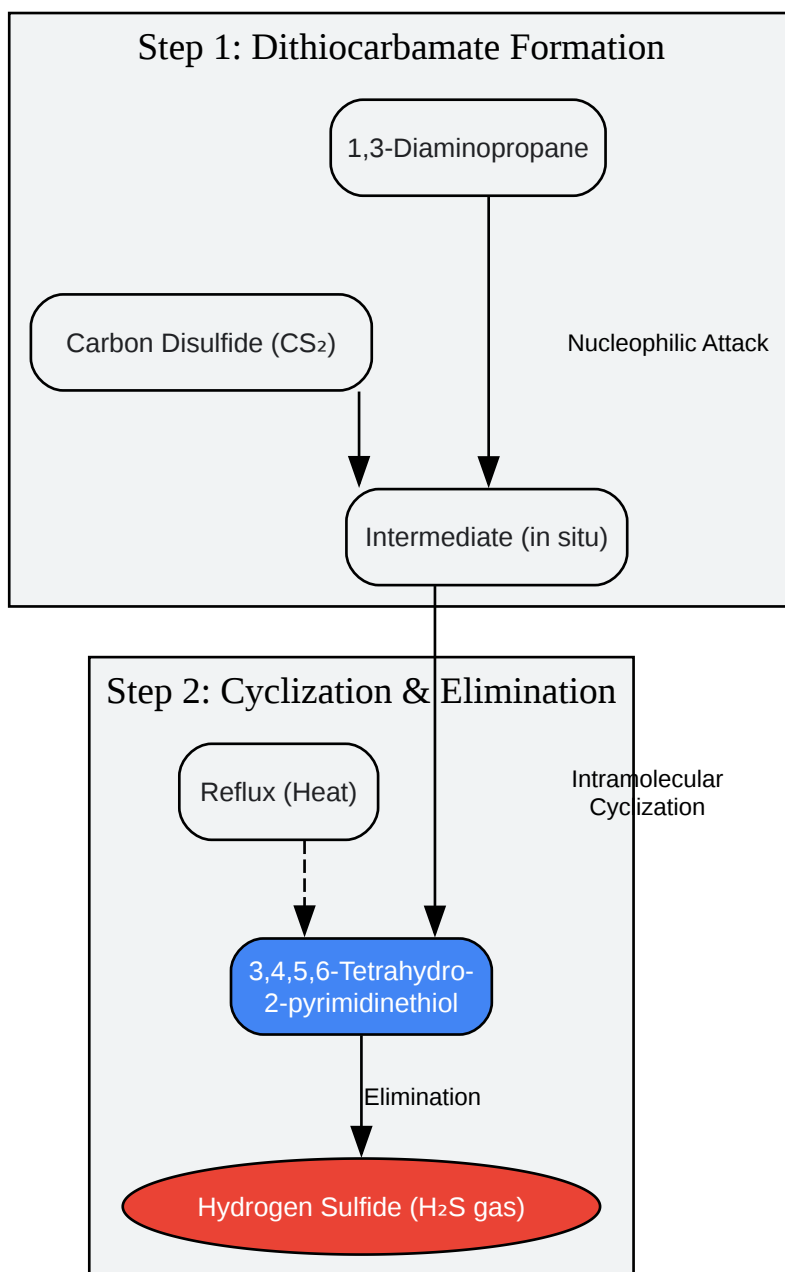 Step 1: Dithiocarbamate Formation
1,3-Diaminopropane
Carbon Disulfide (CS₂)
Nucleophilic Attack
Intermediate (in situ)
Step 2: Cyclization & Elimination
Reflux (Heat)
Intramolecular
Cyclization
3,4,5,6-Tetrahydro-
2-pyrimidinethiol
Elimination
Hydrogen Sulfide (H₂S gas)